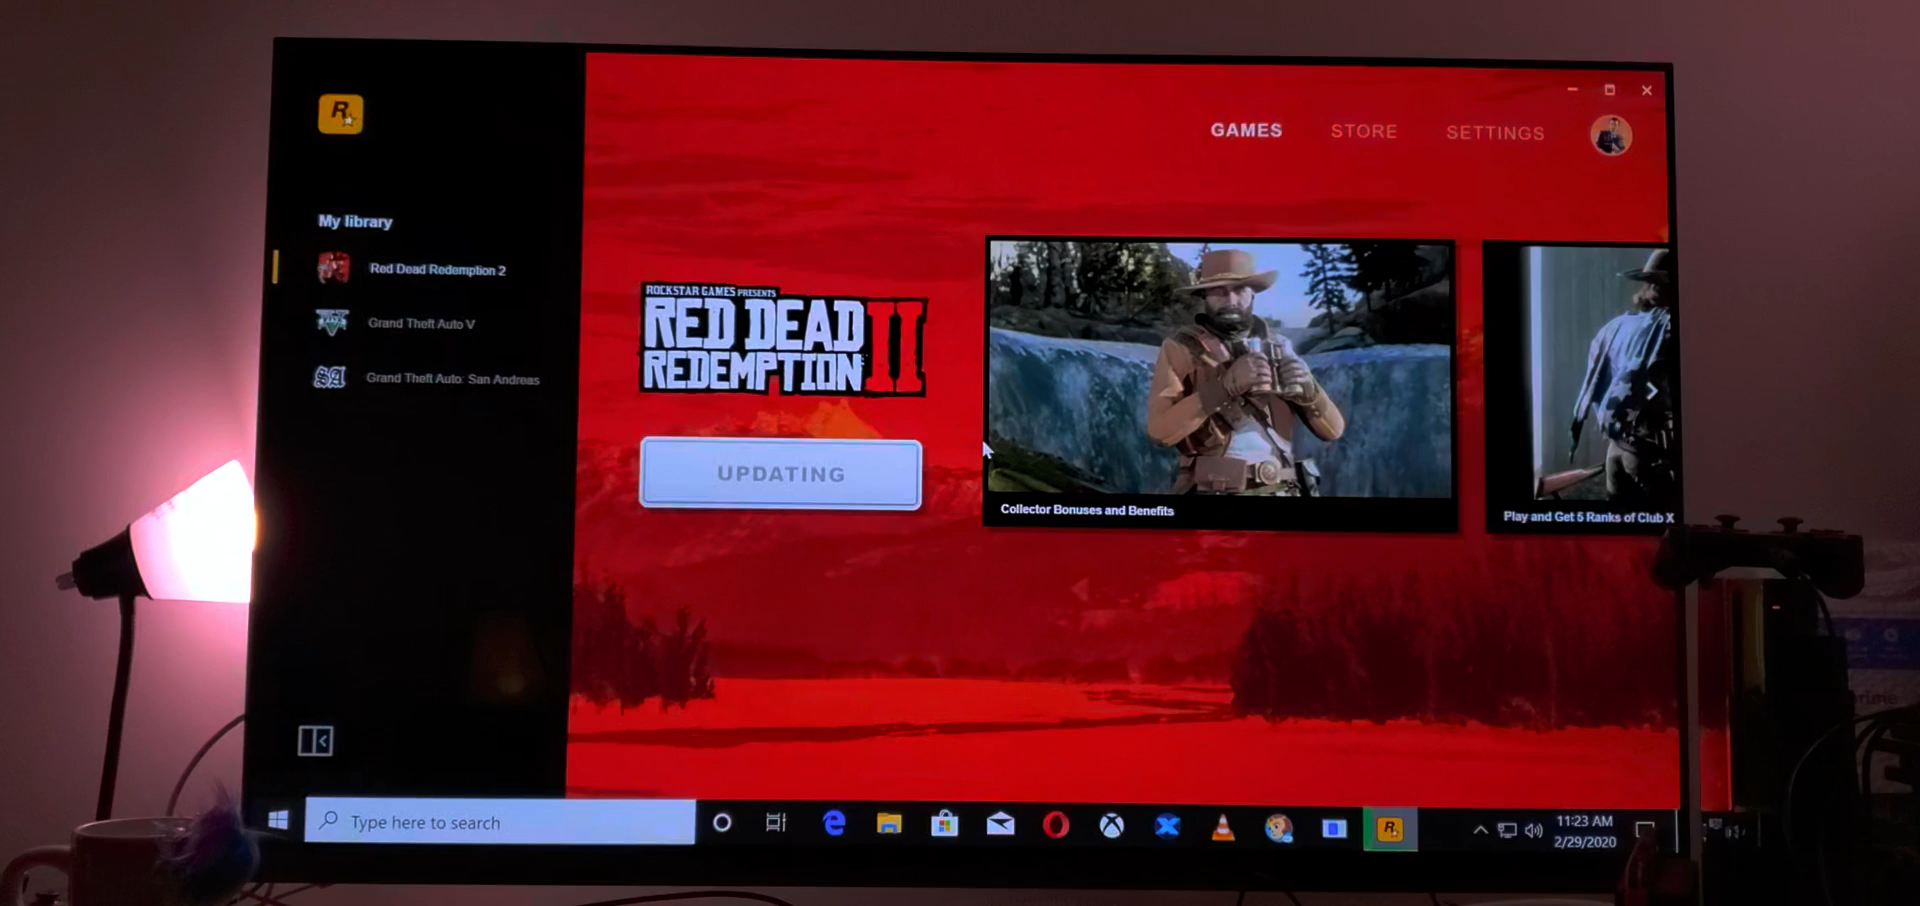 R
GAMES STORE SETTINGS
My library
Red Dead Redemption 2
Grand Theft Auto V
SA Grand Theft Auto: San Andreas
ROCKSTAR GAMES PRESENTS
RED DEAD
REDEMPTION II
UPDATING
Collector Bonuses and Benefits
Play and Get 5 Ranks of Club X
Type here to search
R
11:23 AM
2/29/2020